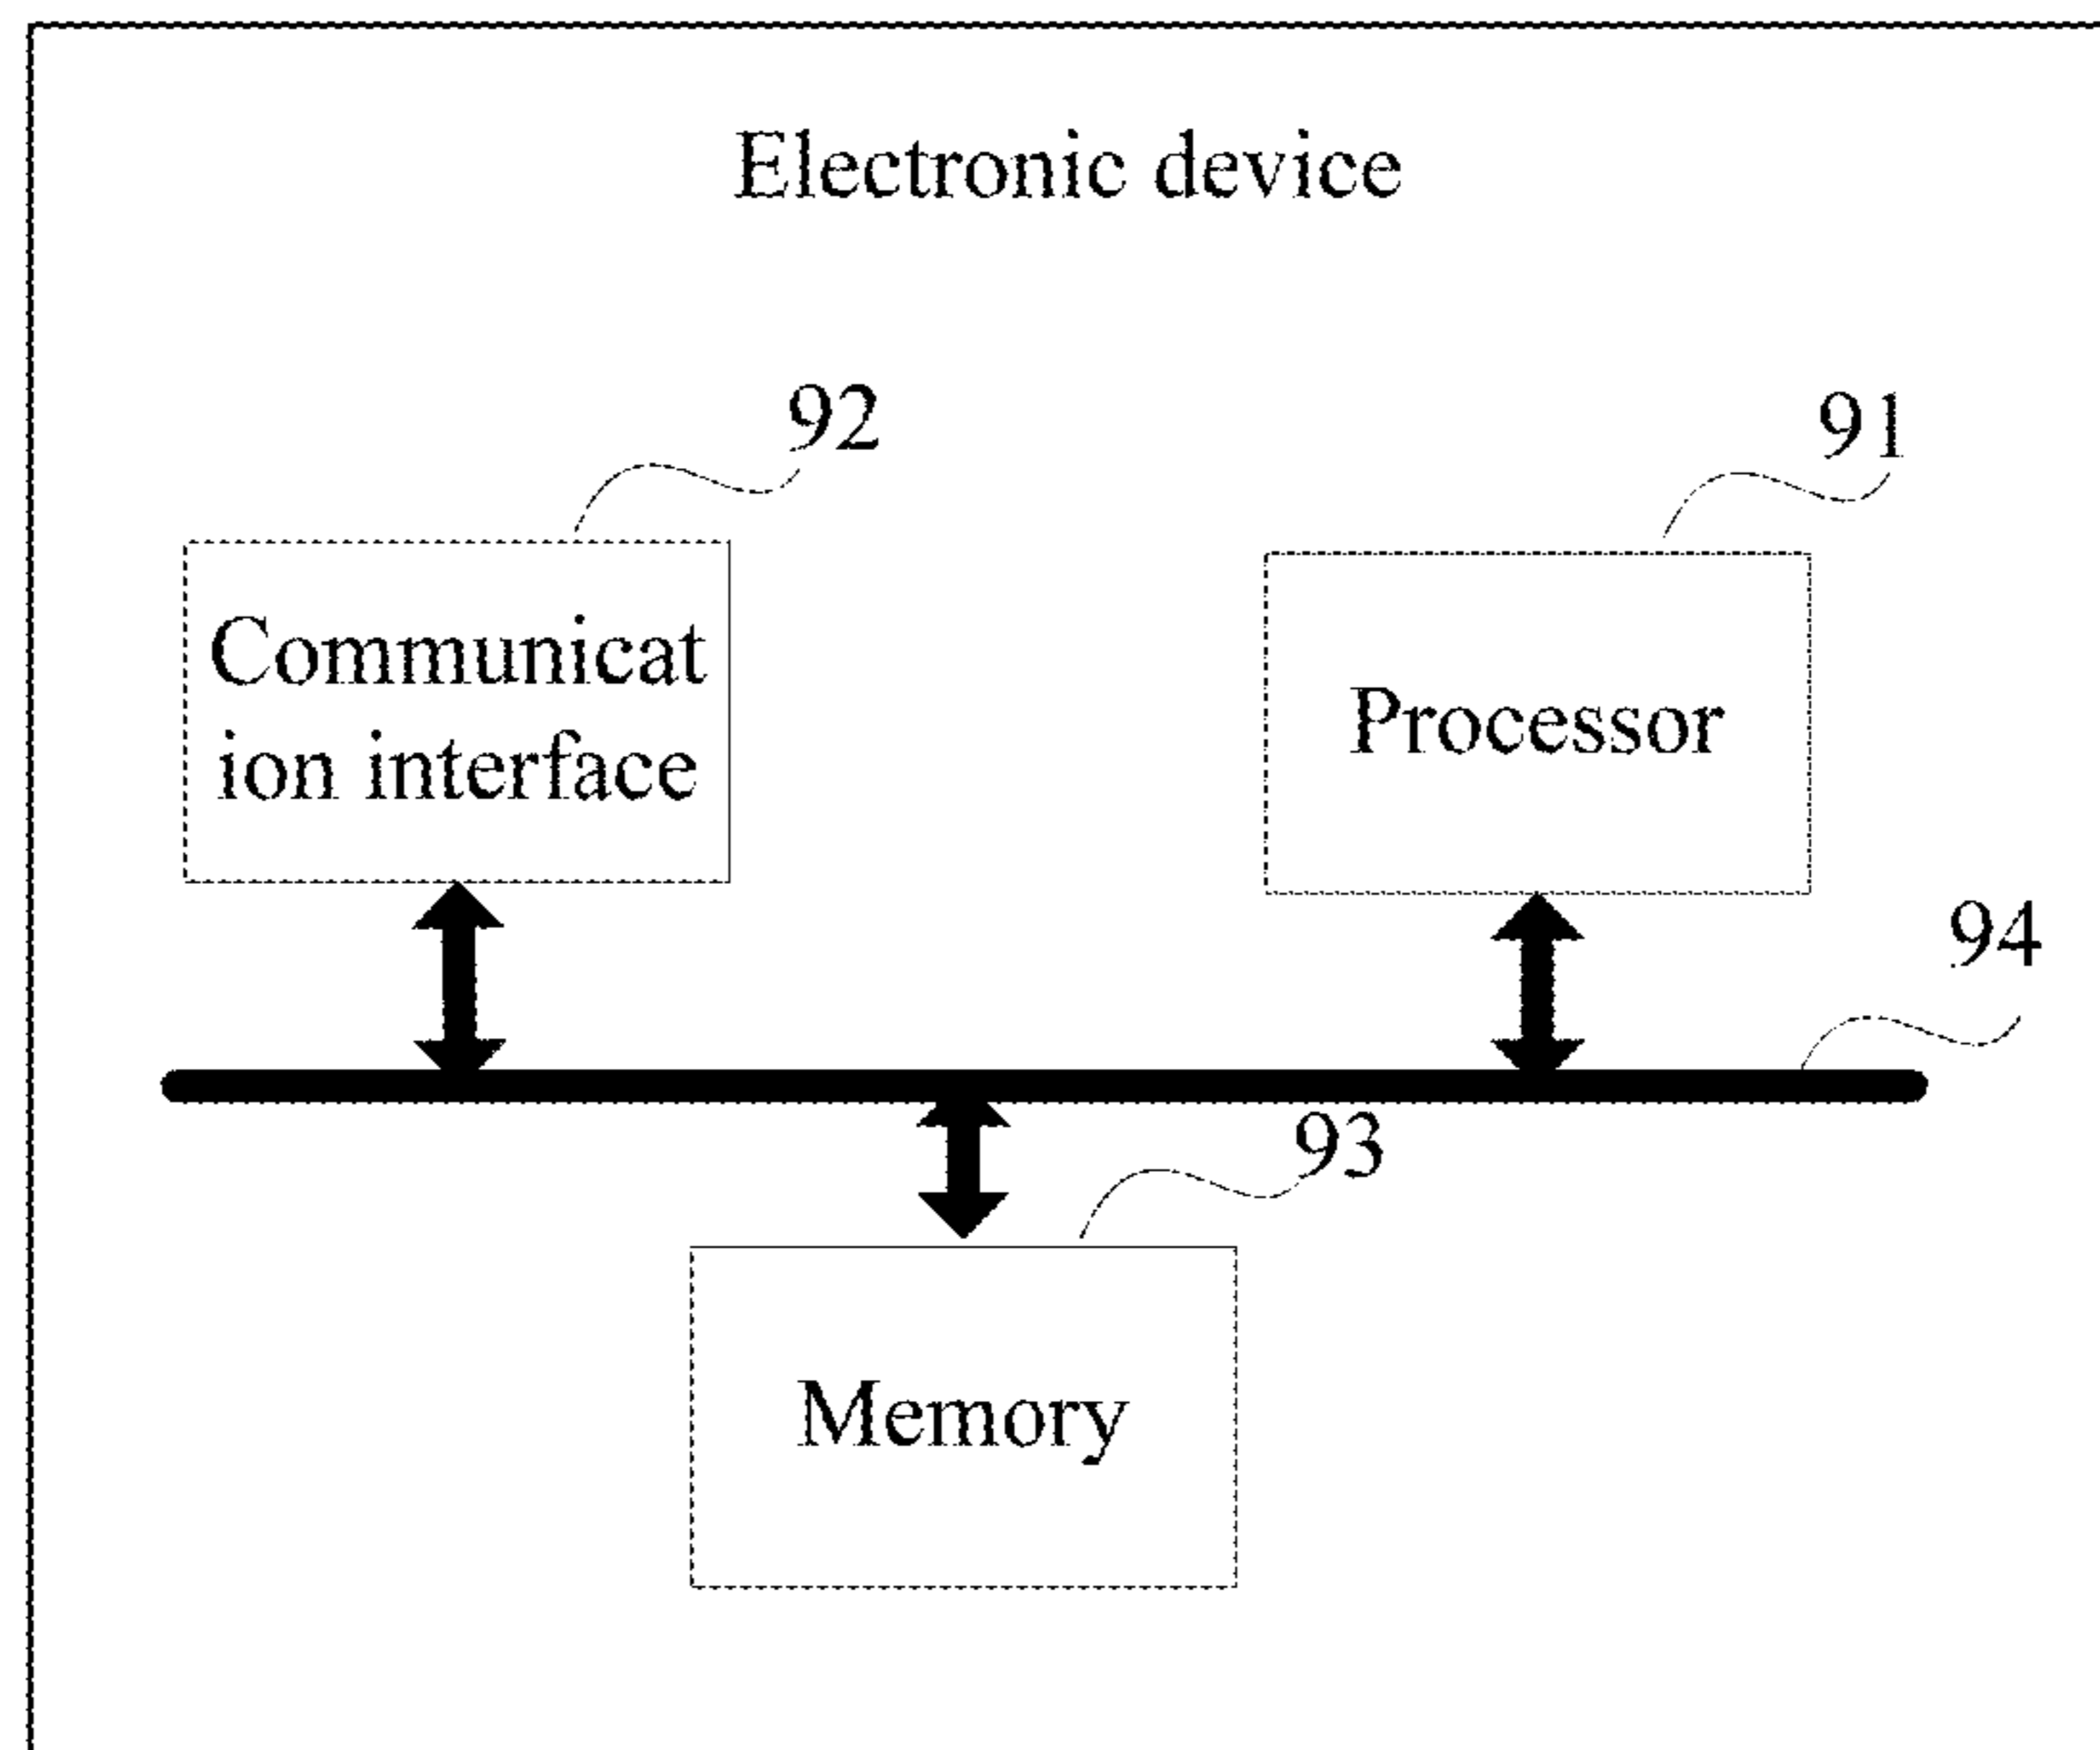 Electronic device
92
91
Communicat
ion interface
Processor
94
93
Memory